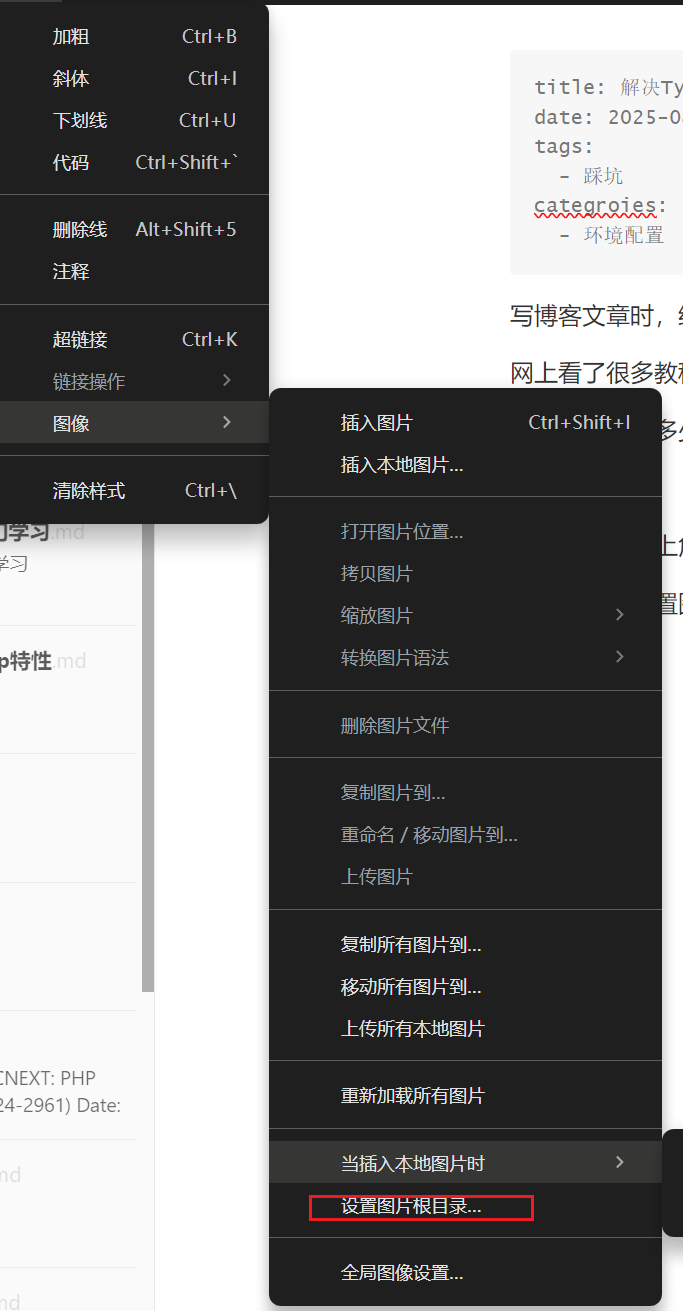 加粗 Ctrl+B
斜体 Ctrl+I
下划线 Ctrl+U
代码 Ctrl+Shift+`
删除线 Alt+Shift+5
注释
超链接 Ctrl+K
链接操作
图像
清除样式 Ctrl+\
title: 解决Ty
date: 2025-0
tags:
- 踩坑
categroies:
- 环境配置
写博客文章时，
网上看了很多教
插入图片 Ctrl+Shift+I
插入本地图片...
打开图片位置...
拷贝图片
缩放图片
转换图片语法
删除图片文件
复制图片到...
重命名 / 移动图片到...
上传图片
复制所有图片到...
移动所有图片到...
上传所有本地图片
重新加载所有图片
当插入本地图片时
设置图片根目录...
全局图像设置...
学习.md
学习
p特性.md
CNEXT: PHP
24-2961) Date:
md
md